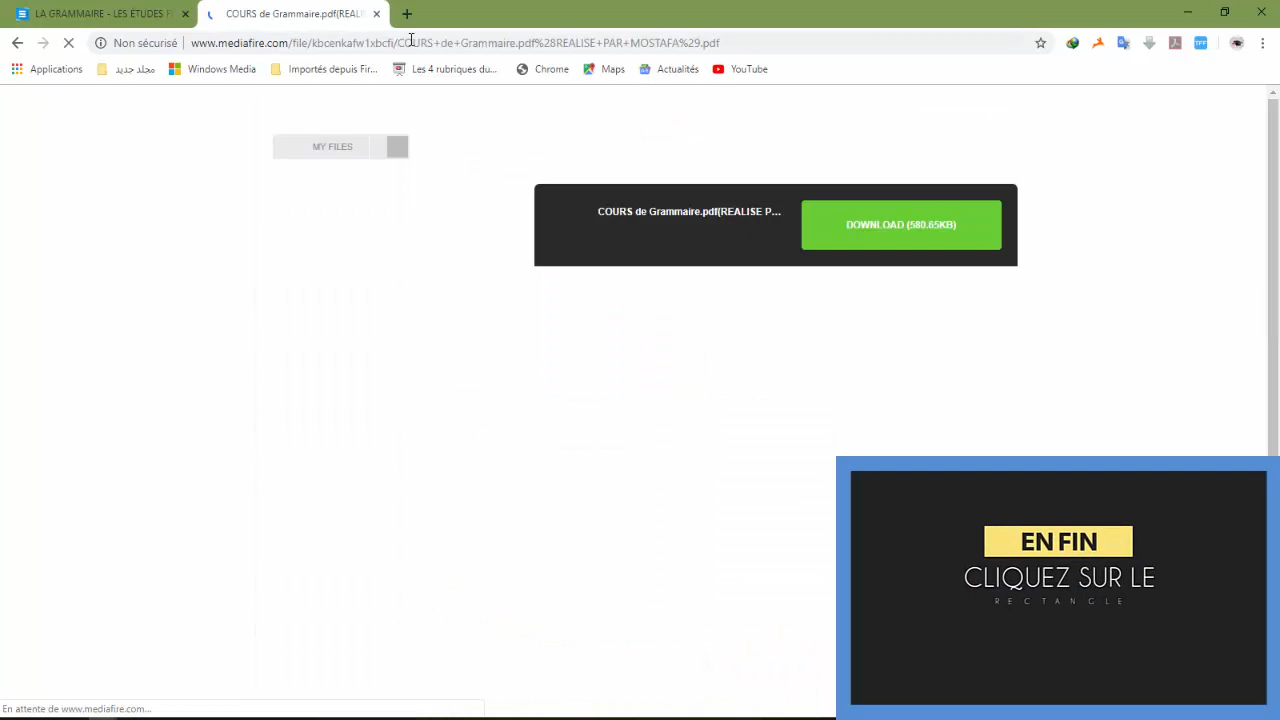 LA GRAMMAIRE - LES ÉTUDES F
COURS de Grammaire.pdf(REALI
Non sécurisé
www.mediafire.com/file/kbcenkafw1xbcfi/COURS+de+Grammaire.pdf%28REALISE+PAR+MOSTAFA%29.pdf
Applications
مجلد جديد
Windows Media
Importés depuis Fir...
Les 4 rubriques du...
Chrome
Maps
Actualités
YouTube
MY FILES
COURS de Grammaire.pdf(REALISE P...
DOWNLOAD (580.65KB)
EN FIN
CLIQUEZ SUR LE
RECTANGLE
En attente de www.mediafire.com...